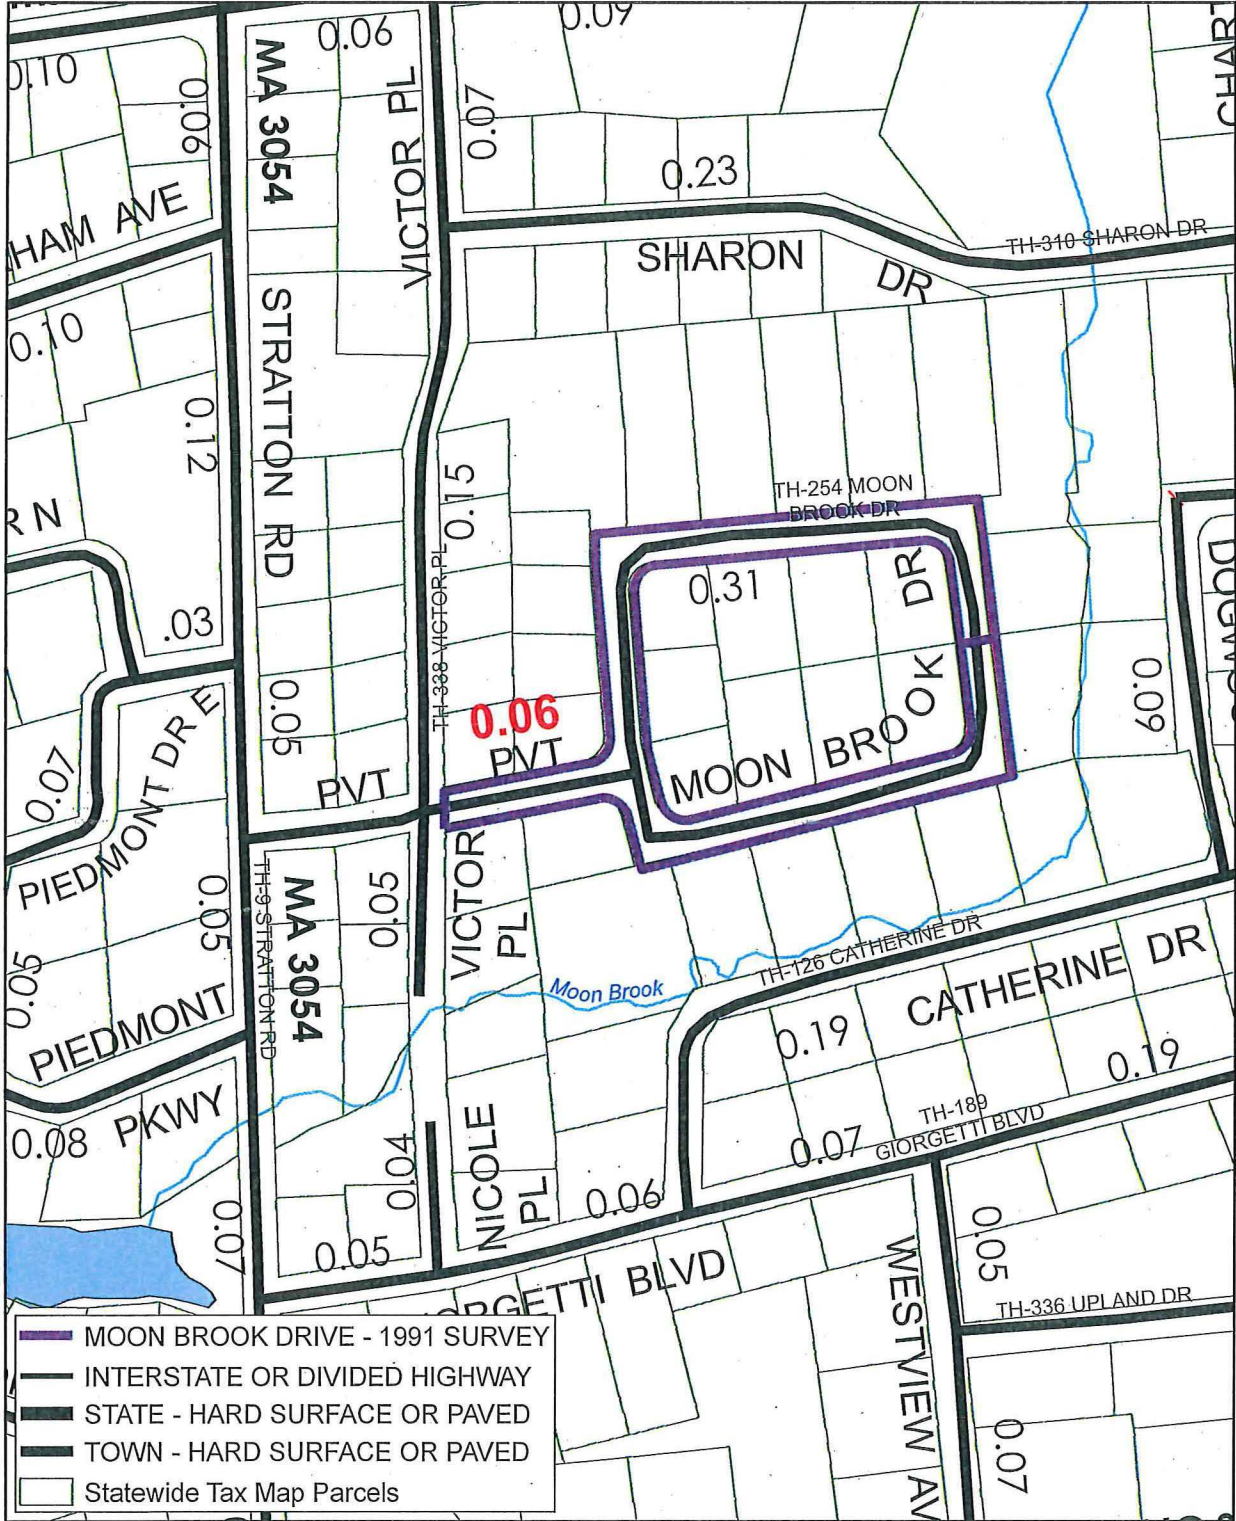 0.06
0.09
0.10
0.06
MA 3054
VICTOR PL
0.07
0.23
HAM AVE
SHARON DR
TH-310 SHARON DR
0.10
STRATTON RD
0.12
0.15
TH-254 MOON
BROOK DR
RN
.03
0.31
TH-338 VICTOR PL
MOON BROOK DR
0.09
0.05
0.06
PVT
PVT
0.07
PIEDMONT DR E
VICTOR
PL
0.05
MA 3054
TH-9 STRATTON RD
0.05
0.05
TH-126 CATHERINE DR
CATHERINE DR
Moon Brook
PIEDMONT
PKWY
0.08
0.19
0.19
TH-189
GIORGETTI BLVD
0.07
0.04
NICOLE
PL
0.06
0.07
0.05
ORGETTI BLVD
WESTVIEW AV
0.05
TH-336 UPLAND DR
0.07
MOON BROOK DRIVE - 1991 SURVEY
INTERSTATE OR DIVIDED HIGHWAY
STATE - HARD SURFACE OR PAVED
TOWN - HARD SURFACE OR PAVED
Statewide Tax Map Parcels